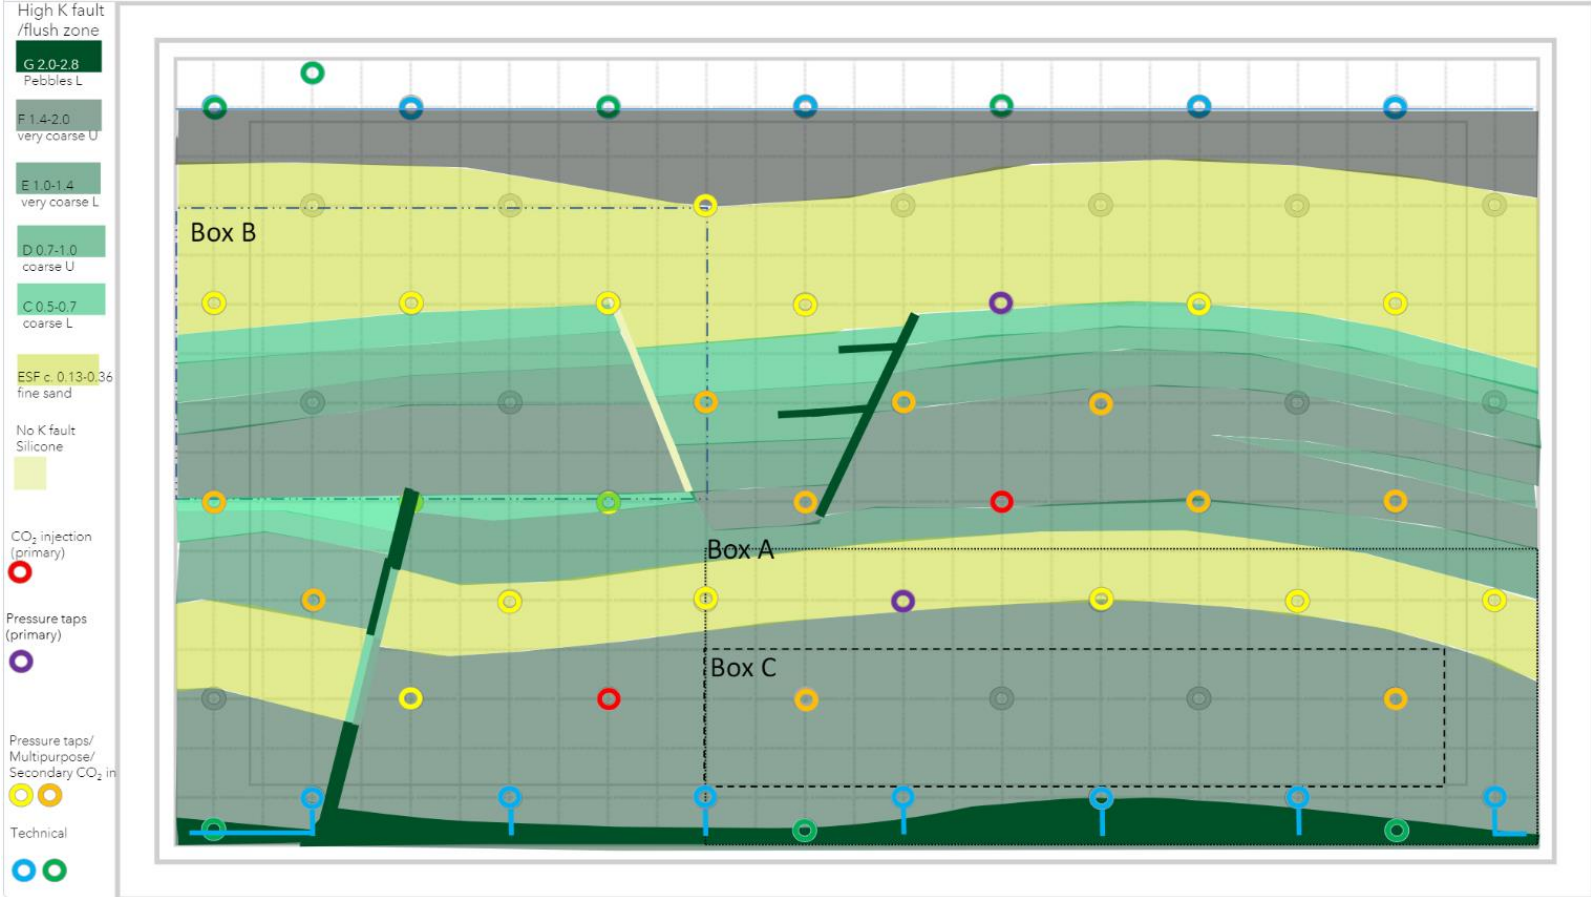 High K fault
/flush zone
G 2.0-2.8
Pebbles L
F 1.4-2.0
very coarse U
E 1.0-1.4
very coarse L
D 0.7-1.0
coarse U
C 0.5-0.7
coarse L
ESF c. 0.13-0.36
fine sand
No K fault
Silicone
CO₂ injection
(primary)
Pressure taps
(primary)
Pressure taps/
Multipurpose/
Secondary CO₂ in
Technical
Box B
Box A
Box C